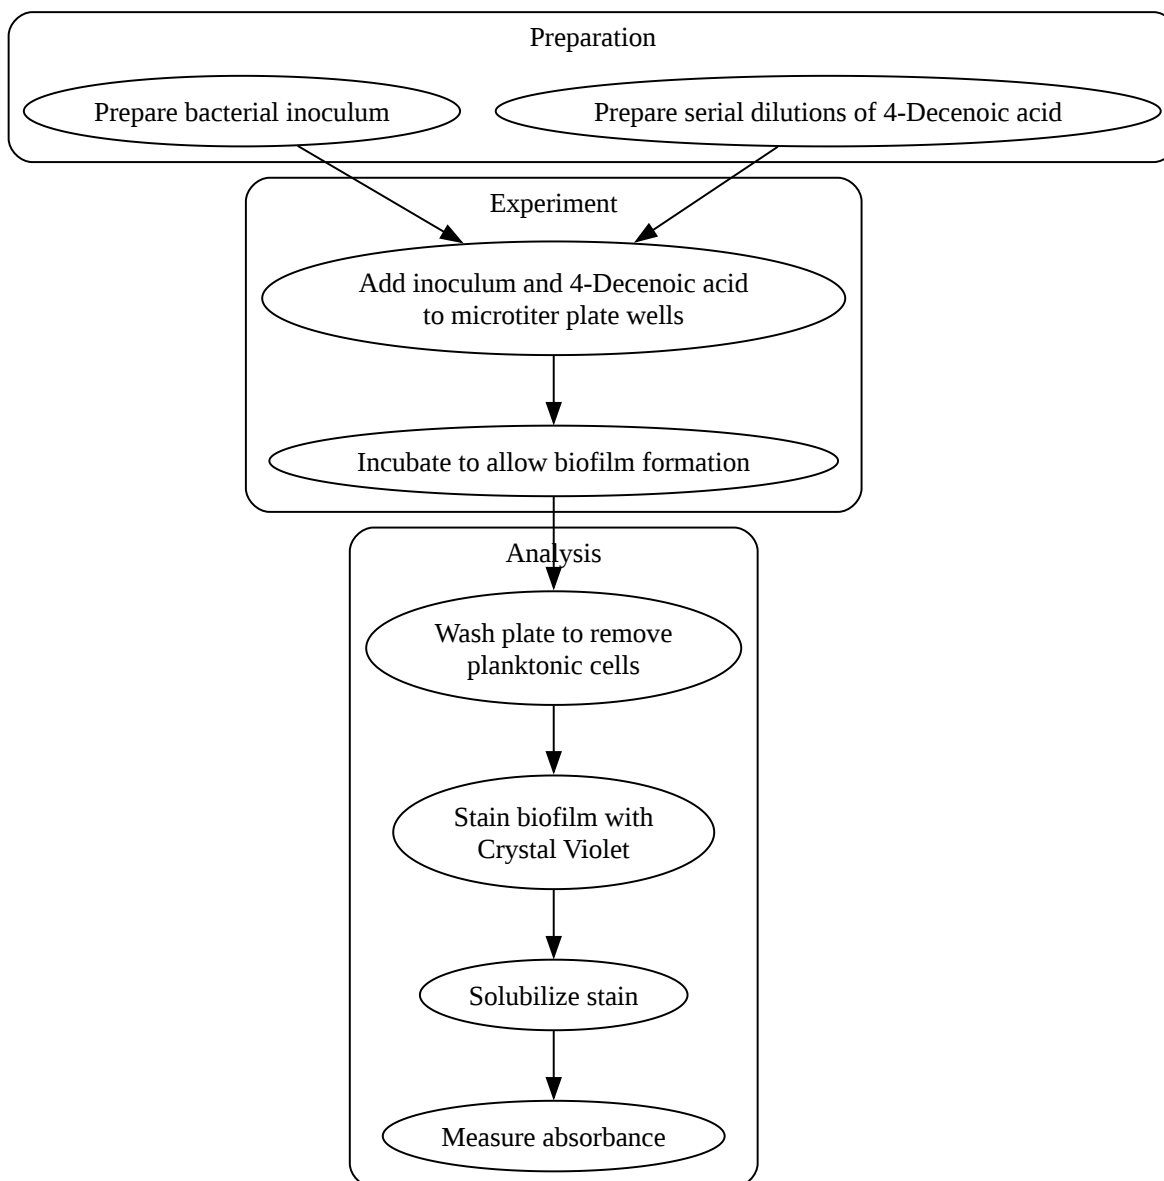 Preparation
Prepare bacterial inoculum
Prepare serial dilutions of 4-Decenoic acid
Experiment
Add inoculum and 4-Decenoic acid
to microtiter plate wells
Incubate to allow biofilm formation
Analysis
Wash plate to remove
planktonic cells
Stain biofilm with
Crystal Violet
Solubilize stain
Measure absorbance